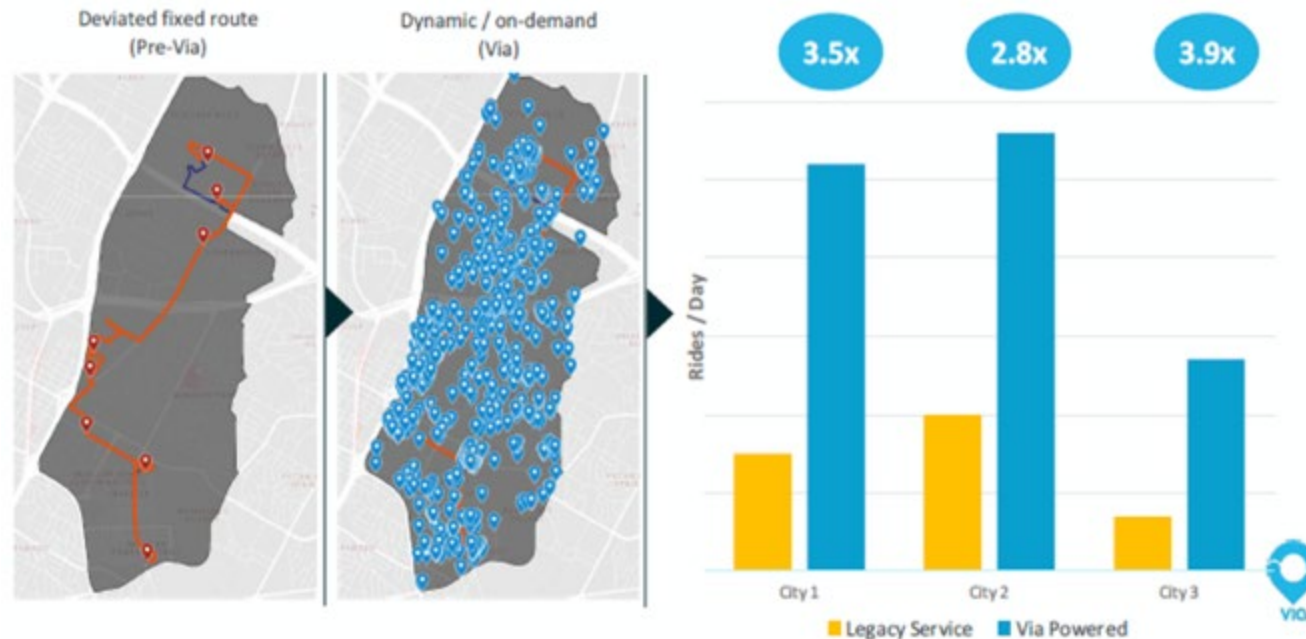 Deviated fixed route
(Pre-Via)
Dynamic / on-demand
(Via)
3.5x
2.8x
3.9x
Rides / Day
City 1
City 2
City 3
Legacy Service
Via Powered
VIA